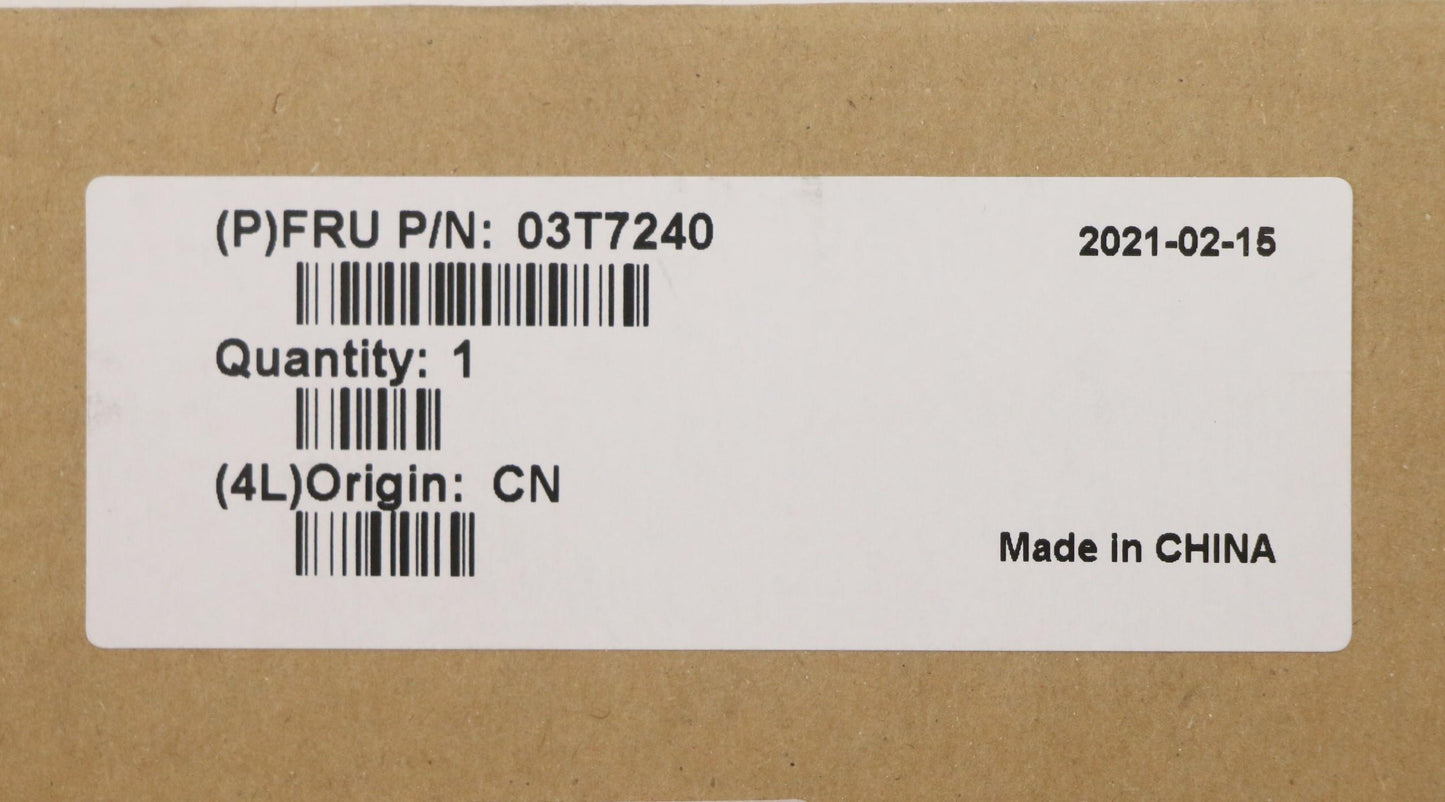 (P)FRU P/N: 03T7240
2021-02-15
Quantity: 1
(4L)Origin: CN
Made in CHINA